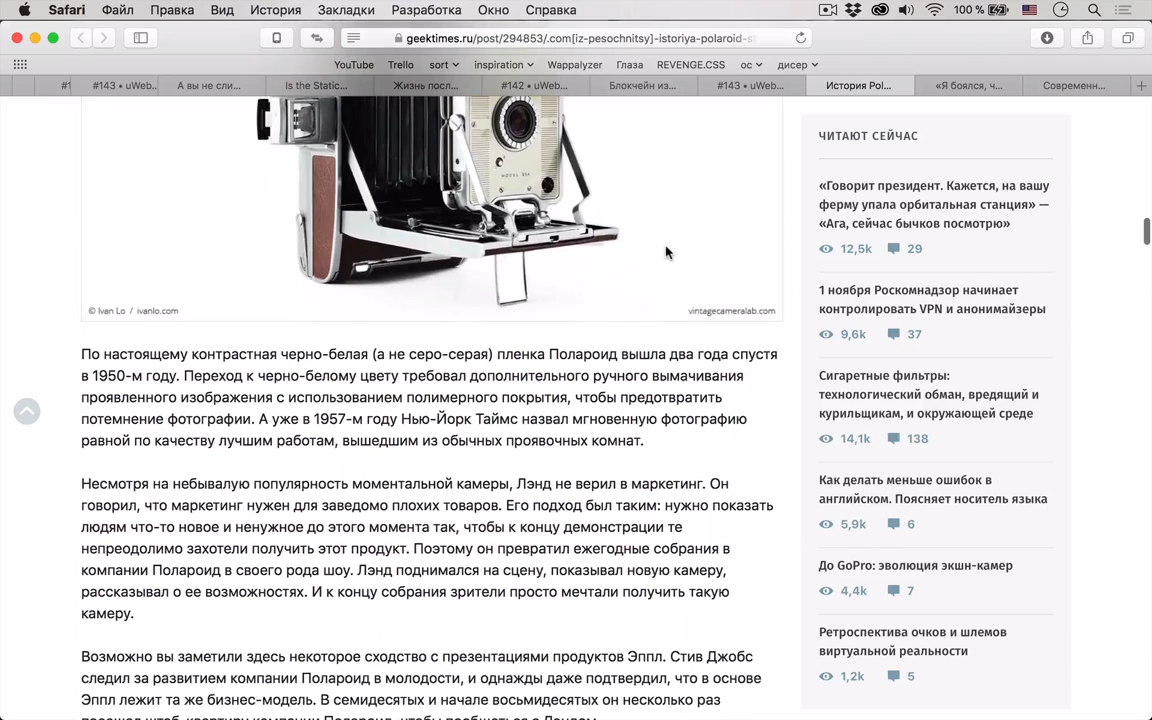 Safari Файл Правка Вид История Закладки Разработка Окно Справка 100 %
geektimes.ru/post/294853/.com[iz-pesochnitsy]-istoriya-polaroid-s
YouTube Trello sort inspiration Wappalyzer Глаза REVENGE.CSS ос дисер
#1 #143 • uWeb... А вы не сли... Is the Static... Жизнь посл... #142 • uWeb... Блокчейн из... #143 • uWeb... История Pol... «Я боялся, ч... Современн...
MODEL 95A
© Ivan Lo / ivanlo.com vintagecameralab.com
По настоящему контрастная черно-белая (а не серо-серая) пленка Полароид вышла два года спустя
в 1950-м году. Переход к черно-белому цвету требовал дополнительного ручного вымачивания
проявленного изображения с использованием полимерного покрытия, чтобы предотвратить
потемнение фотографии. А уже в 1957-м году Нью-Йорк Таймс назвал мгновенную фотографию
равной по качеству лучшим работам, вышедшим из обычных проявочных комнат.
Несмотря на небывалую популярность моментальной камеры, Лэнд не верил в маркетинг. Он
говорил, что маркетинг нужен для заведомо плохих товаров. Его подход был таким: нужно показать
людям что-то новое и ненужное до этого момента так, чтобы к концу демонстрации те
непреодолимо захотели получить этот продукт. Поэтому он превратил ежегодные собрания в
компании Полароид в своего рода шоу. Лэнд поднимался на сцену, показывал новую камеру,
рассказывал о ее возможностях. И к концу собрания зрители просто мечтали получить такую
камеру.
Возможно вы заметили здесь некоторое сходство с презентациями продуктов Эппл. Стив Джобс
следил за развитием компании Полароид в молодости, и однажды даже подтвердил, что в основе
Эппл лежит та же бизнес-модель. В семидесятых и начале восьмидесятых он несколько раз
ЧИТАЮТ СЕЙЧАС
«Говорит президент. Кажется, на вашу
ферму упала орбитальная станция» —
«Ага, сейчас бычков посмотрю»
12,5k 29
1 ноября Роскомнадзор начинает
контролировать VPN и анонимайзеры
9,6k 37
Сигаретные фильтры:
технологический обман, вредящий и
курильщикам, и окружающей среде
14,1k 138
Как делать меньше ошибок в
английском. Поясняет носитель языка
5,9k 6
До GoPro: эволюция экшн-камер
4,4k 7
Ретроспектива очков и шлемов
виртуальной реальности
1,2k 5